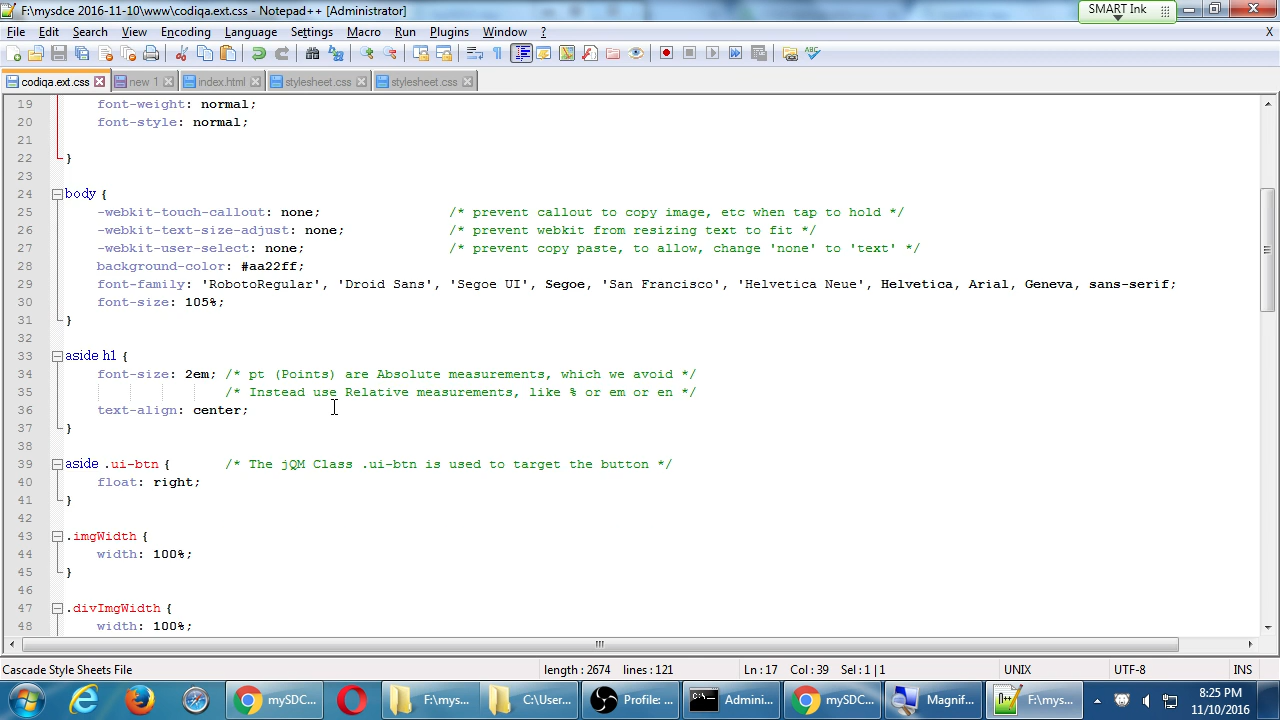 F:\mysdce 2016-11-10\www\codiqa.ext.css - Notepad++ [Administrator]
SMART Ink
File Edit Search View Encoding Language Settings Macro Run Plugins Window ? X
codiqa.ext.css new 1 index.html stylesheet.css stylesheet.css
19 font-weight: normal;
20 font-style: normal;
21
22 }
23
24 body {
25 -webkit-touch-callout: none; /* prevent callout to copy image, etc when tap to hold */
26 -webkit-text-size-adjust: none; /* prevent webkit from resizing text to fit */
27 -webkit-user-select: none; /* prevent copy paste, to allow, change 'none' to 'text' */
28 background-color: #aa22ff;
29 font-family: 'RobotoRegular', 'Droid Sans', 'Segoe UI', Segoe, 'San Francisco', 'Helvetica Neue', Helvetica, Arial, Geneva, sans-serif;
30 font-size: 105%;
31 }
32
33 aside h1 {
34 font-size: 2em; /* pt (Points) are Absolute measurements, which we avoid */
35 /* Instead use Relative measurements, like % or em or en */
36 text-align: center;
37 }
38
39 aside .ui-btn { /* The jQM Class .ui-btn is used to target the button */
40 float: right;
41 }
42
43 .imgWidth {
44 width: 100%;
45 }
46
47 .divImgWidth {
48 width: 100%;
Cascade Style Sheets File length : 2674 lines : 121 Ln : 17 Col : 39 Sel : 1 | 1 UNIX UTF-8 INS
mySDC... F:\mys... C:\User... Profile: ... Admini... mySDC... Magnif... F:\mys... 8:25 PM
11/10/2016